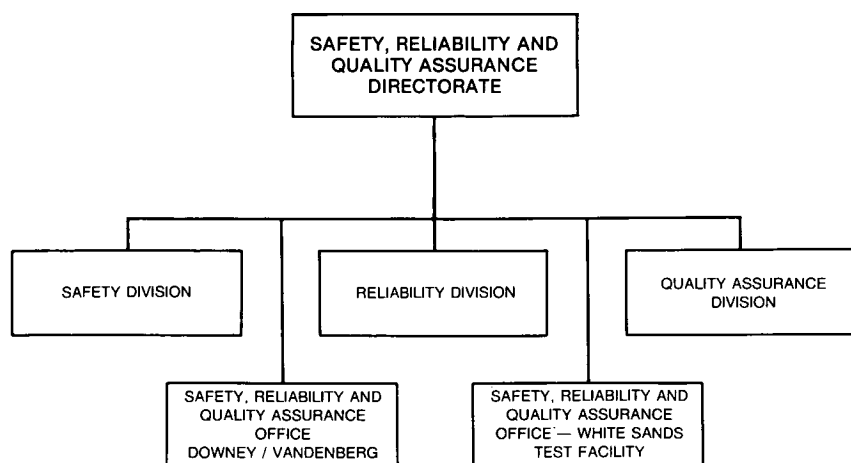 SAFETY, RELIABILITY AND
QUALITY ASSURANCE
DIRECTORATE
SAFETY DIVISION
RELIABILITY DIVISION
QUALITY ASSURANCE
DIVISION
SAFETY, RELIABILITY AND
QUALITY ASSURANCE
OFFICE
DOWNEY / VANDENBERG
SAFETY, RELIABILITY AND
QUALITY ASSURANCE
OFFICE — WHITE SANDS
TEST FACILITY